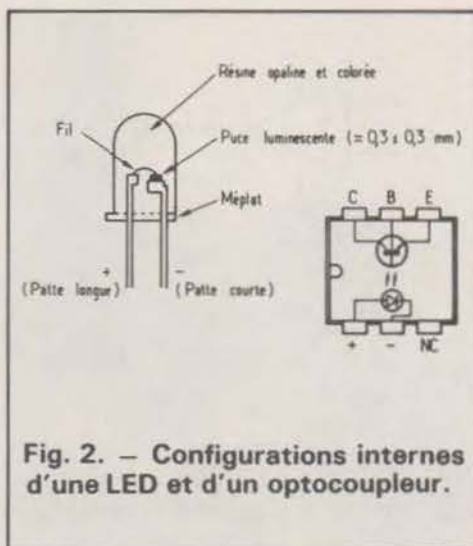 Résine opaline et colorée
Fil
Puce luminescente (= 0,3 x 0,3 mm)
Méplat
+
-
(Patte longue)
(Patte courte)
C B E
+ - NC
Fig. 2. — Configurations internes
d'une LED et d'un optocoupleur.